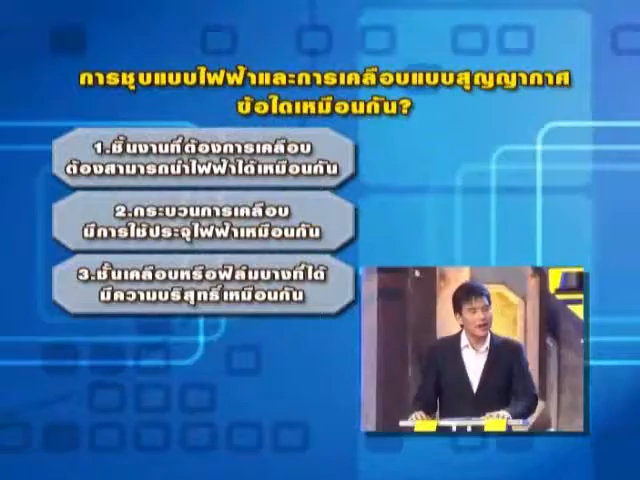 การชุบแบบไฟฟ้าและการเคลือบแบบสุญญากาศ
ข้อใดเหมือนกัน?
1.ชิ้นงานที่ต้องการเคลือบ
ต้องสามารถนำไฟฟ้าได้เหมือนกัน
2.กระบวนการเคลือบ
มีการใช้ประจุไฟฟ้าเหมือนกัน
3.ชั้นเคลือบหรือฟิล์มบางที่ได้
มีความบริสุทธิ์เหมือนกัน